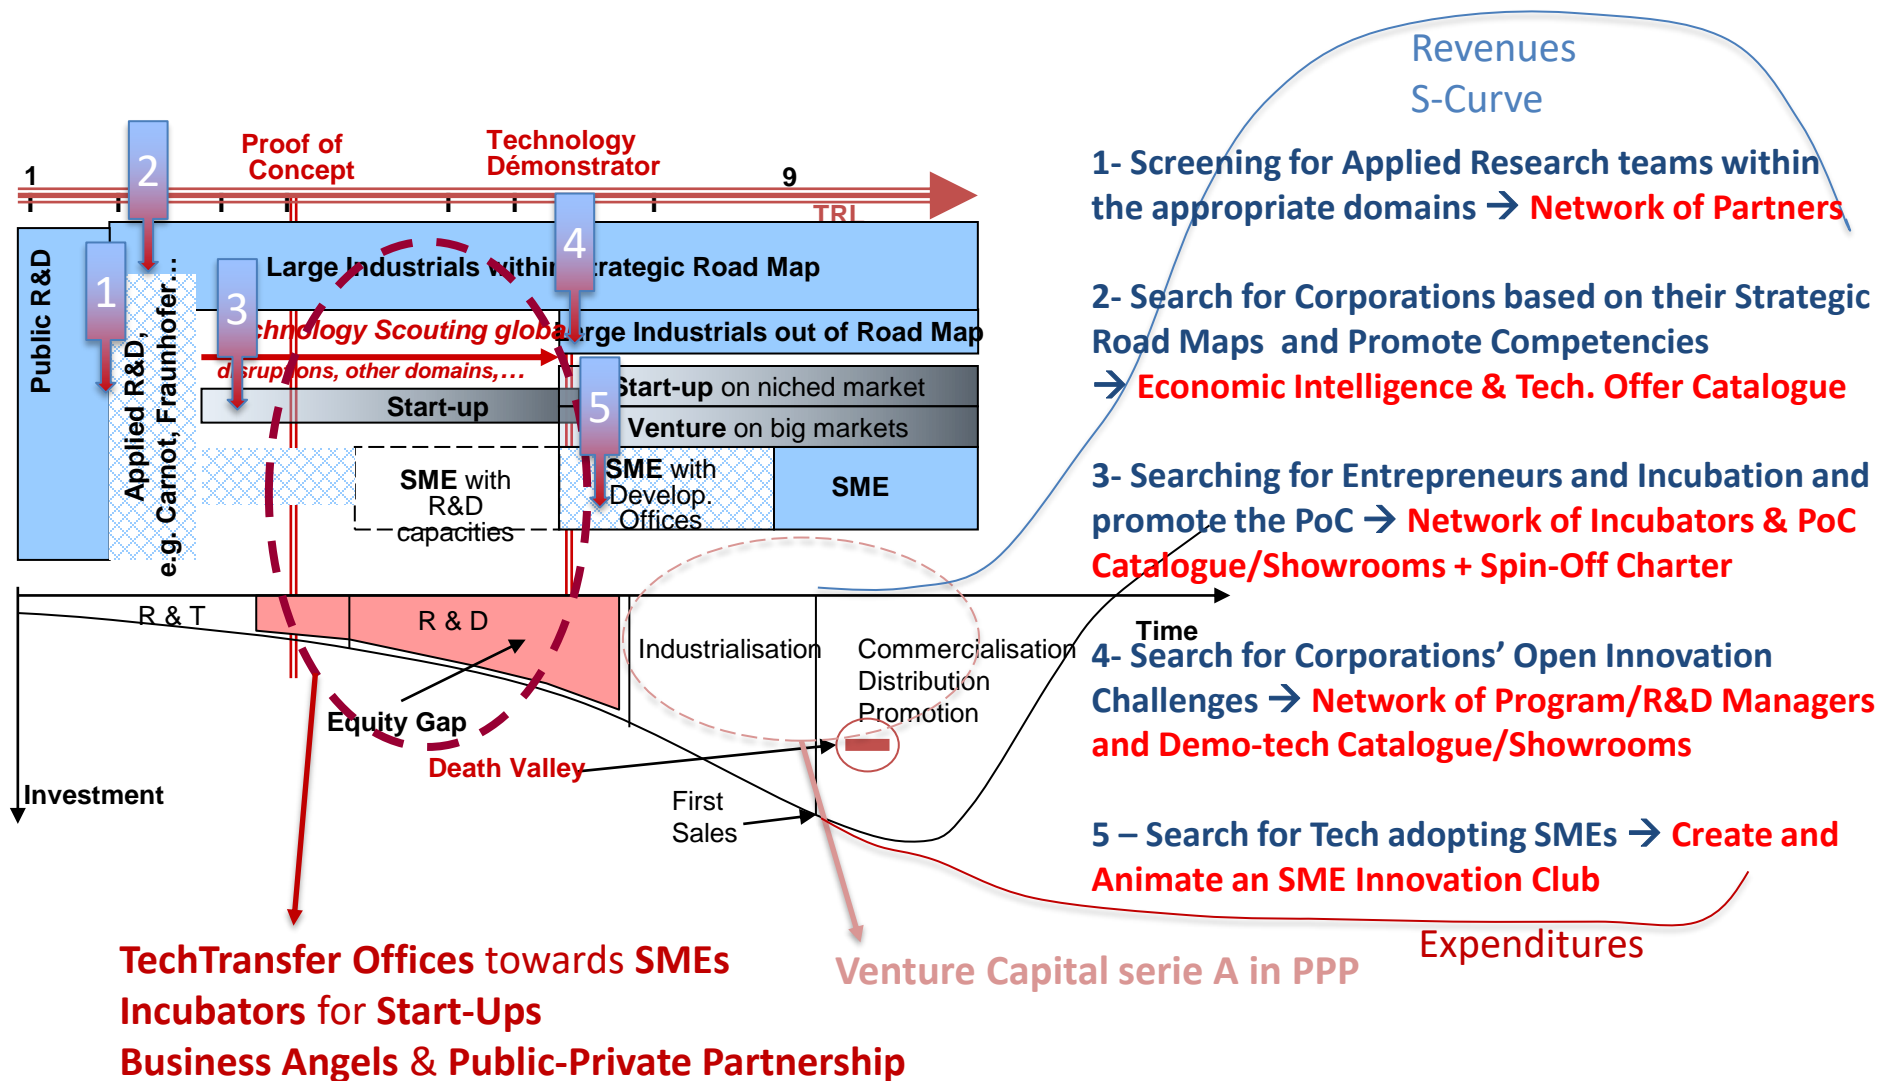 Revenues
S-Curve
Proof of
Concept
Technology
Démonstrator
1
9
TRL
2
4
1
3
5
Public R&D
Applied R&D,
e.g. Carnot, Fraunhofer…
Large Industrials within Strategic Road Map
chnology Scouting globa
arge Industrials out of Road Map
disruptions, other domains,…
Start-up
Start-up on niched market
Venture on big markets
SME with
R&D
capacities
SME with
Develop.
Offices
SME
R & T
R & D
Industrialisation
Commercialisation
Distribution
Promotion
Time
Equity Gap
Death Valley
Investment
First
Sales
1- Screening for Applied Research teams within
the appropriate domains → Network of Partners
2- Search for Corporations based on their Strategic
Road Maps and Promote Competencies
→ Economic Intelligence & Tech. Offer Catalogue
3- Searching for Entrepreneurs and Incubation and
promote the PoC → Network of Incubators & PoC
Catalogue/Showrooms + Spin-Off Charter
4- Search for Corporations’ Open Innovation
Challenges → Network of Program/R&D Managers
and Demo-tech Catalogue/Showrooms
5 – Search for Tech adopting SMEs → Create and
Animate an SME Innovation Club
Expenditures
TechTransfer Offices towards SMEs
Incubators for Start-Ups
Business Angels & Public-Private Partnership
Venture Capital serie A in PPP